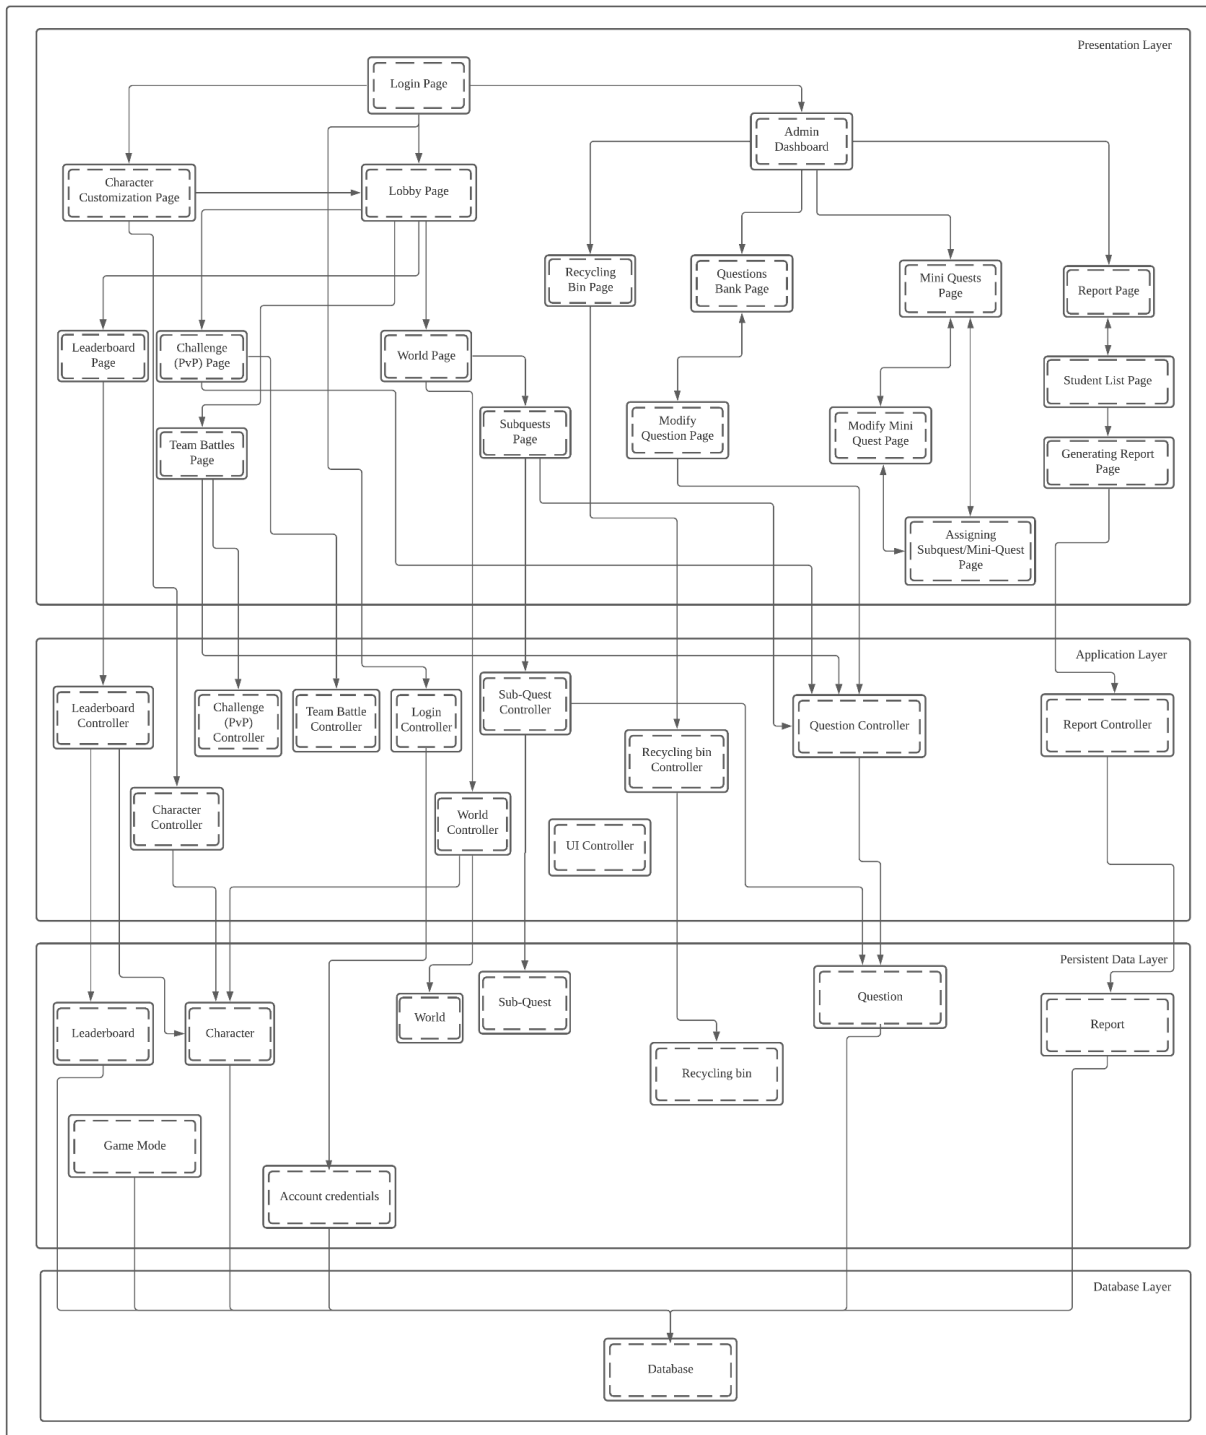 Presentation Layer
Login Page
Admin
Dashboard
Character
Customization Page
Lobby Page
Recycling
Bin Page
Questions
Bank Page
Mini Quests
Page
Report Page
Leaderboard
Page
Challenge
(PvP) Page
World Page
Student List Page
Subquests
Page
Modify
Question Page
Modify Mini
Quest Page
Team Battles
Page
Generating Report
Page
Assigning
Subquest/Mini-Quest
Page
Application Layer
Leaderboard
Controller
Challenge
(PvP)
Controller
Team Battle
Controller
Login
Controller
Sub-Quest
Controller
Recycling bin
Controller
Question Controller
Report Controller
Character
Controller
World
Controller
UI Controller
Persistent Data Layer
Leaderboard
Character
World
Sub-Quest
Question
Report
Recycling bin
Game Mode
Account credentials
Database Layer
Database